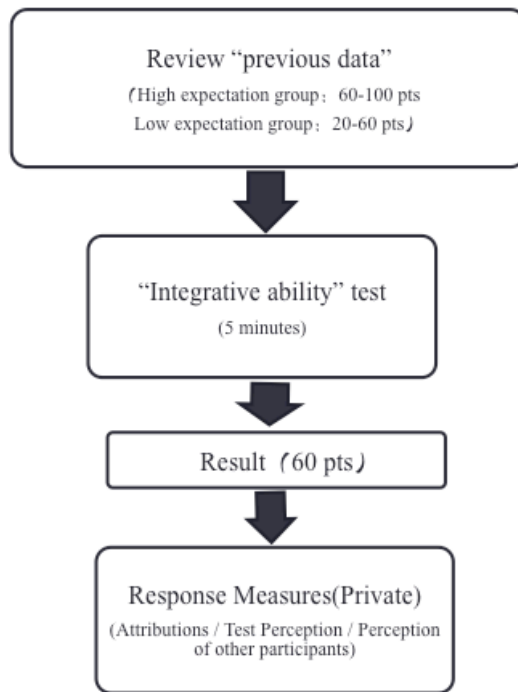 Review “previous data”
(High expectation group：60-100 pts
Low expectation group：20-60 pts)
“Integrative ability” test
(5 minutes)
Result（60 pts）
Response Measures(Private)
(Attributions / Test Perception / Perception
of other participants)